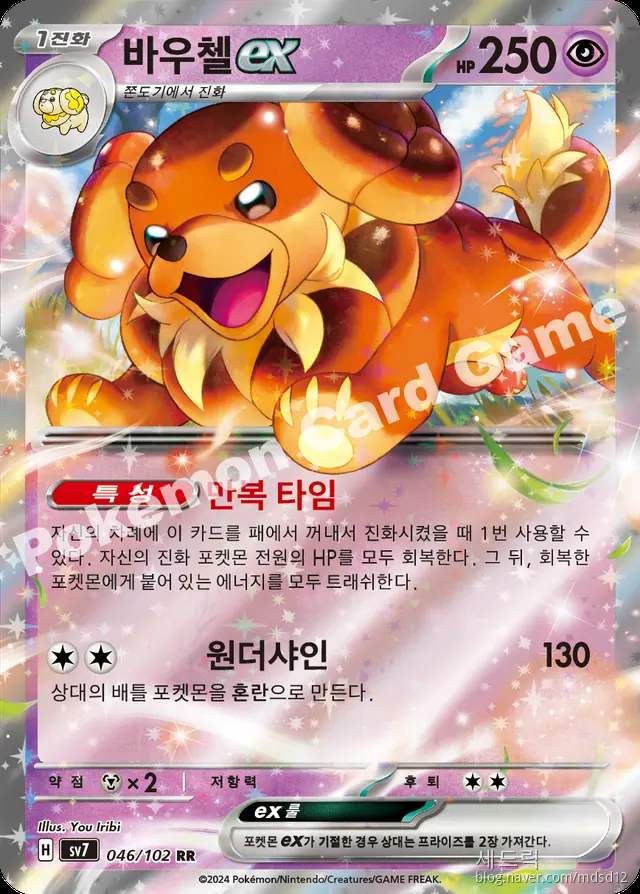 1진화
바우첼ex
HP 250
쫀도기에서 진화
Pokémon Card Game
특성 만복 타임
자신의 차례에 이 카드를 패에서 꺼내서 진화시켰을 때 1번 사용할 수
있다. 자신의 진화 포켓몬 전원의 HP를 모두 회복한다. 그 뒤, 회복한
포켓몬에게 붙어 있는 에너지를 모두 트래쉬한다.
원더샤인 130
상대의 배틀 포켓몬을 혼란으로 만든다.
약점 ×2 저항력 후퇴
ex룰
포켓몬 ex가 기절한 경우 상대는 프라이즈를 2장 가져간다.
Illus. You Iribi
H sv7 046/102 RR
©2024 Pokémon/Nintendo/Creatures/GAME FREAK.
세드릭
blog.naver.com/mdsd12